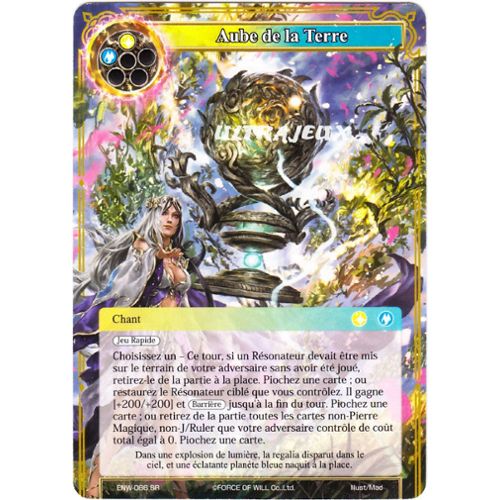 Aube de la Terre
ULTRAJEUX
Chant
Jeu Rapide
Choisissez un – Ce tour, si un Résonateur devait être mis
sur le terrain de votre adversaire sans avoir été joué,
retirez-le de la partie à la place. Piochez une carte ; ou
restaurez le Résonateur ciblé que vous contrôlez. Il gagne
[+200/+200] et Barrière jusqu'à la fin du tour. Piochez une
carte ; ou retirez de la partie toutes les cartes non-Pierre
Magique, non-J/Ruler que votre adversaire contrôle de coût
total égal à 0. Piochez une carte.
Dans une explosion de lumière, la regalia disparut dans le
ciel, et une éclatante planète bleue naquit à la place.
ENW-066 SR
©FORCE OF WILL Co.,Ltd.
Illust/Mad